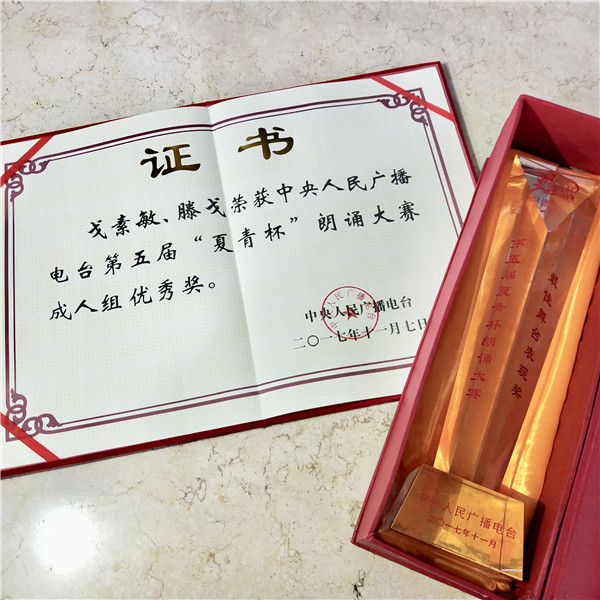 证书
戈素敏、滕戈荣获中央人民广播
电台第五届“夏青杯”朗诵大赛
成人组优秀奖。
中央人民广播电台
二〇一七年十一月七日
第五届夏青杯朗诵大赛
最佳舞台表现奖
中央人民广播电台
二〇一七年十一月